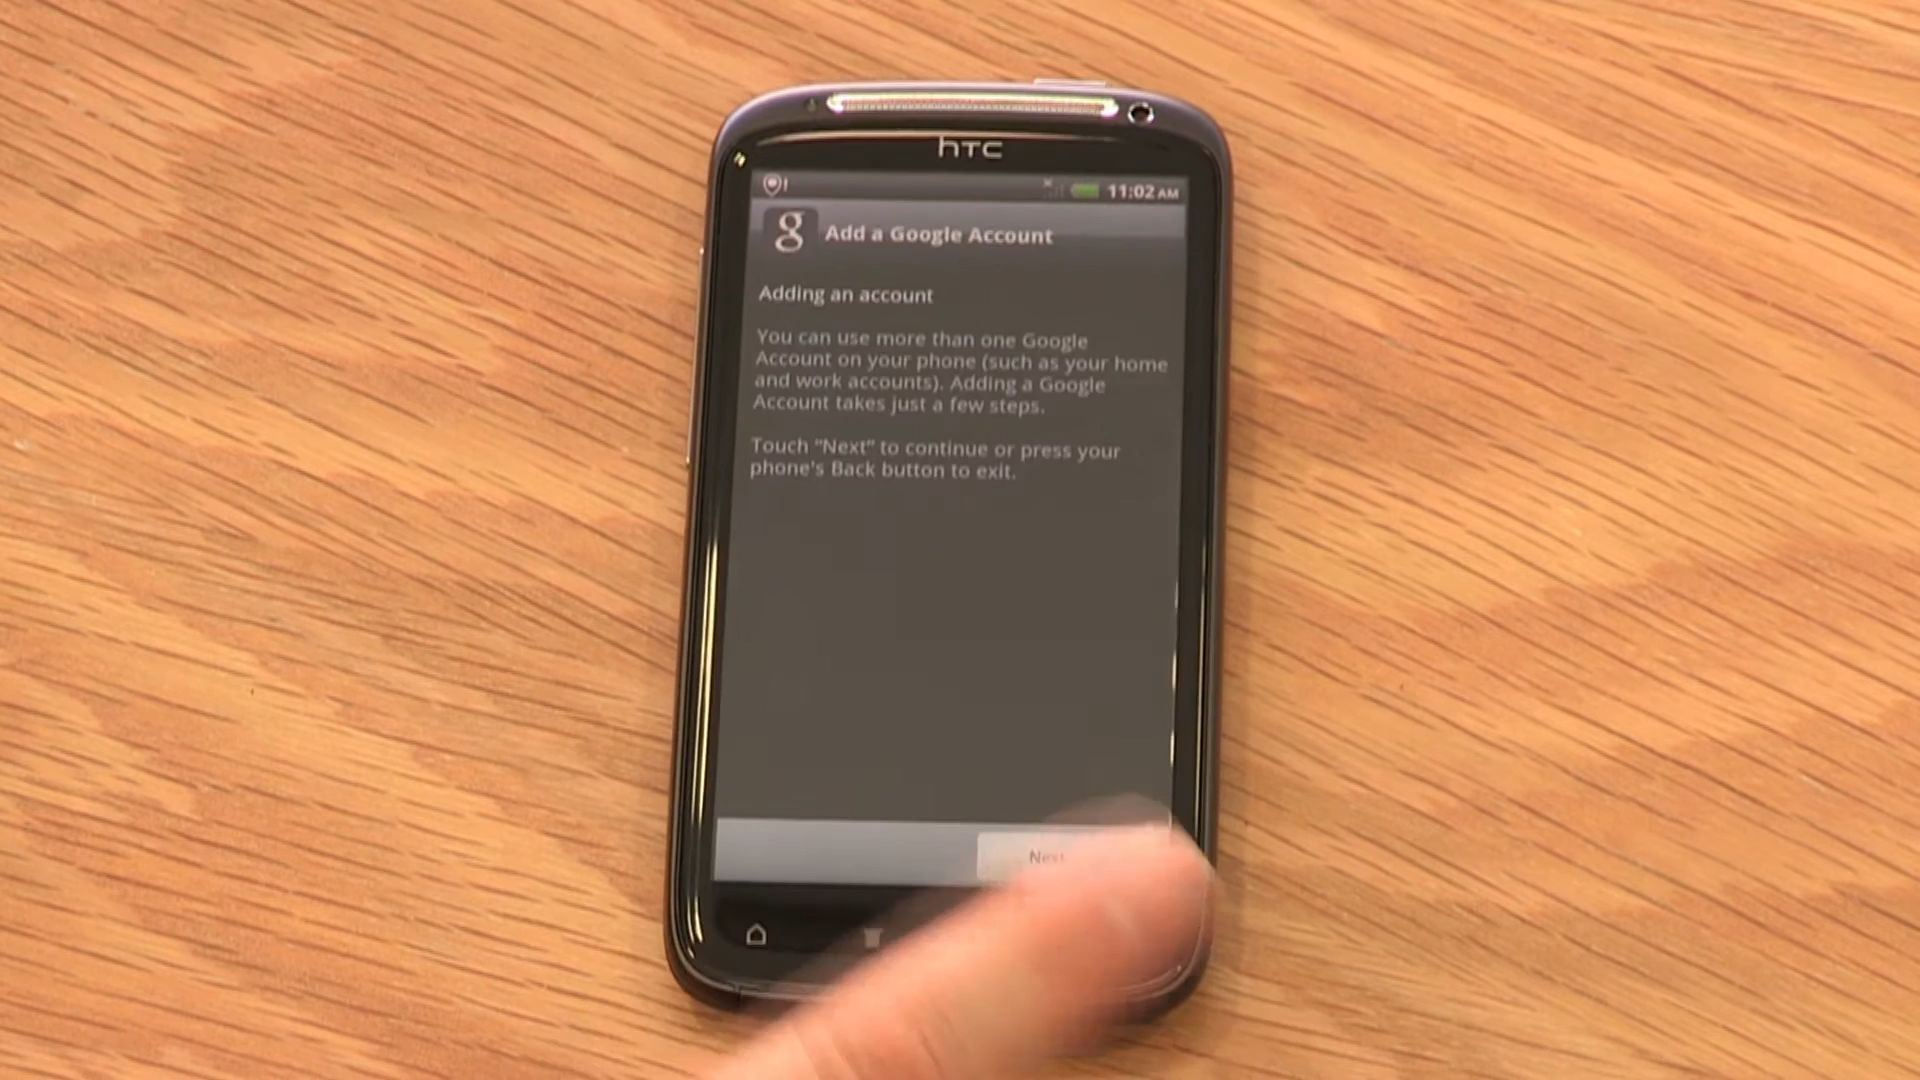 hTC
11:02 AM
g
Add a Google Account
Adding an account
You can use more than one Google
Account on your phone (such as your home
and work accounts). Adding a Google
Account takes just a few steps.
Touch “Next” to continue or press your
phone's Back button to exit.
Next